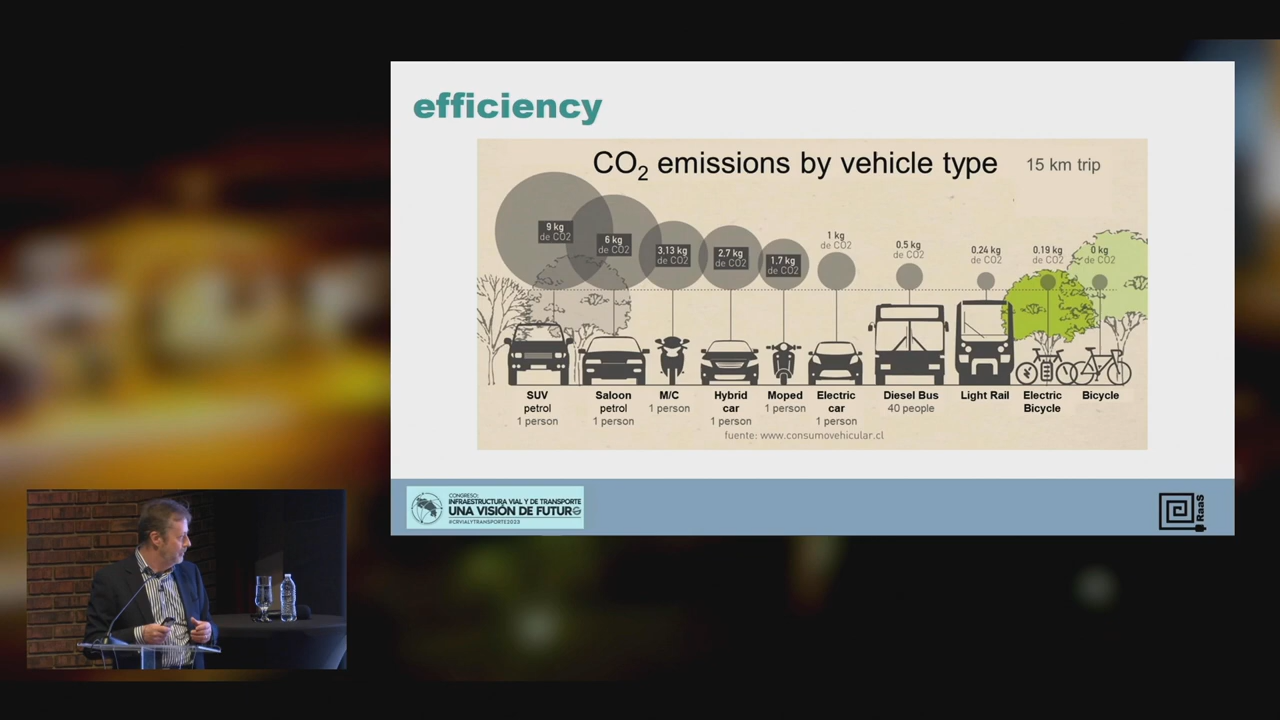 efficiency
CO2 emissions by vehicle type
15 km trip
9 kg
de CO2
6 kg
de CO2
3,13 kg
de CO2
2,7 kg
de CO2
1,7 kg
de CO2
1 kg
de CO2
0.5 kg
de CO2
0.24 kg
de CO2
0.19 kg
de CO2
0 kg
de CO2
SUV
petrol
1 person
Saloon
petrol
1 person
M/C
1 person
Hybrid
car
1 person
Moped
1 person
Electric
car
1 person
Diesel Bus
40 people
Light Rail
Electric
Bicycle
Bicycle
fuente: www.consumovehicular.cl
CONGRESO:
INFRAESTRUCTURA VIAL Y DE TRANSPORTE
UNA VISIÓN DE FUTURO
#CRVIALYTRANSPORTE2023
RaaS